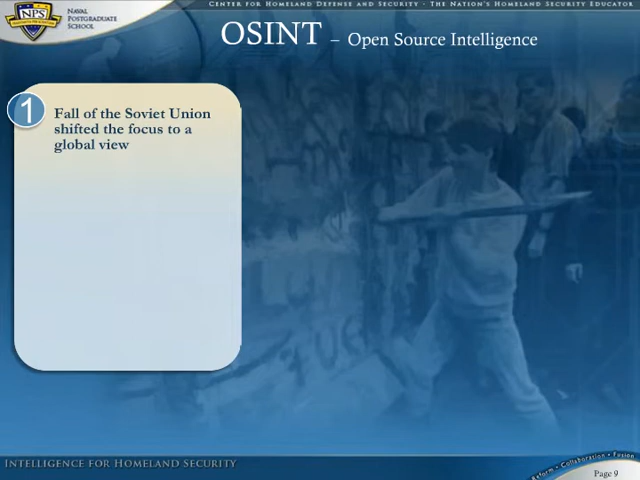 CENTER FOR HOMELAND DEFENSE AND SECURITY - THE NATION'S HOMELAND SECURITY EDUCATOR
NPS
NAVAL
POSTGRADUATE
SCHOOL
OSINT – Open Source Intelligence
1
Fall of the Soviet Union
shifted the focus to a
global view
INTELLIGENCE FOR HOMELAND SECURITY
Reform • Collaboration • Fusion
Page 9